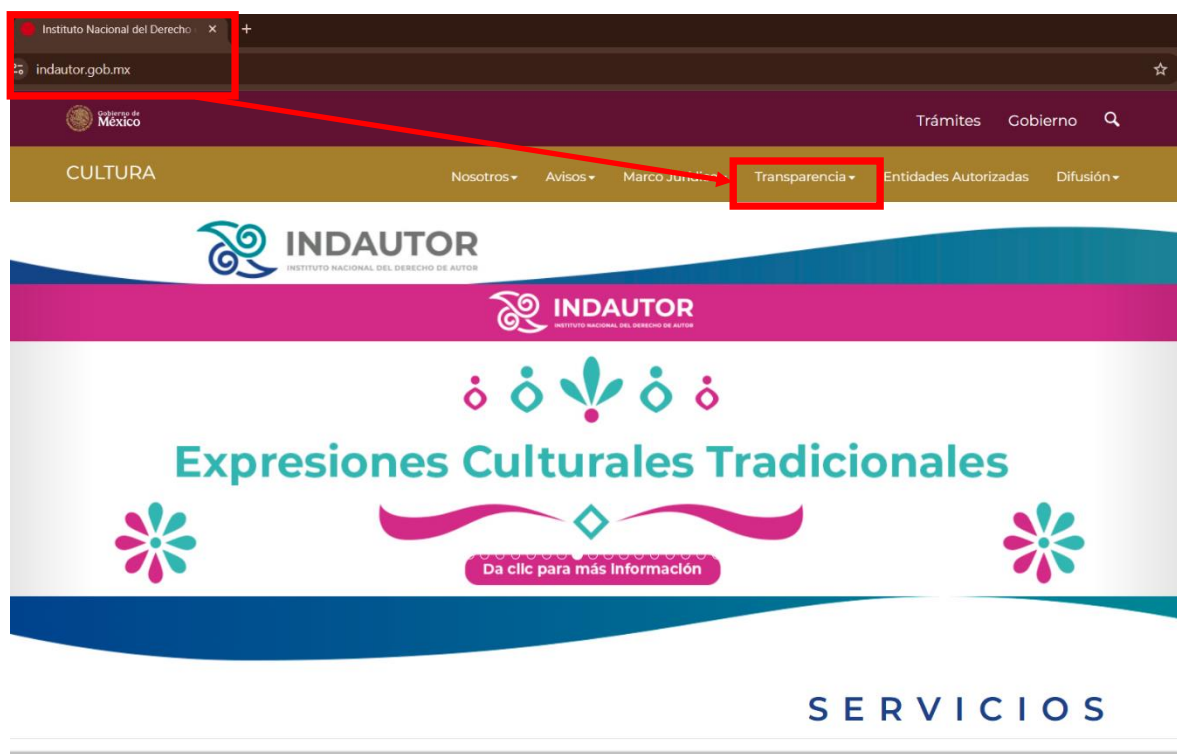 Instituto Nacional del Derecho
indautor.gob.mx
Gobierno de
México
Trámites Gobierno
CULTURA
Nosotros Avisos Marco Jurídico Transparencia Entidades Autorizadas Difusión
INDAUTOR
INSTITUTO NACIONAL DEL DERECHO DE AUTOR
INDAUTOR
INSTITUTO NACIONAL DEL DERECHO DE AUTOR
Expresiones Culturales Tradicionales
Da clic para más información
SERVICIOS